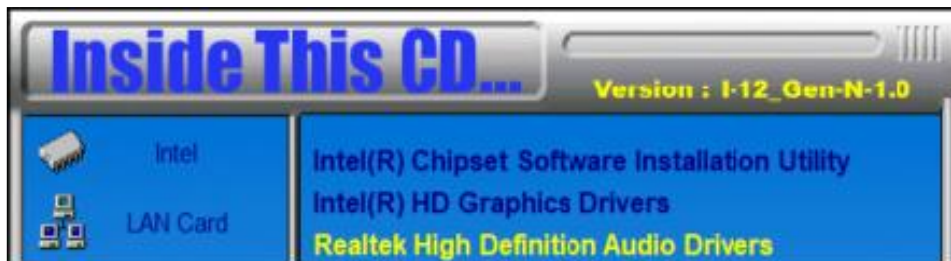 Inside This CD...
Version : I-12_Gen-N-1.0
Intel
LAN Card
Intel(R) Chipset Software Installation Utility
Intel(R) HD Graphics Drivers
Realtek High Definition Audio Drivers